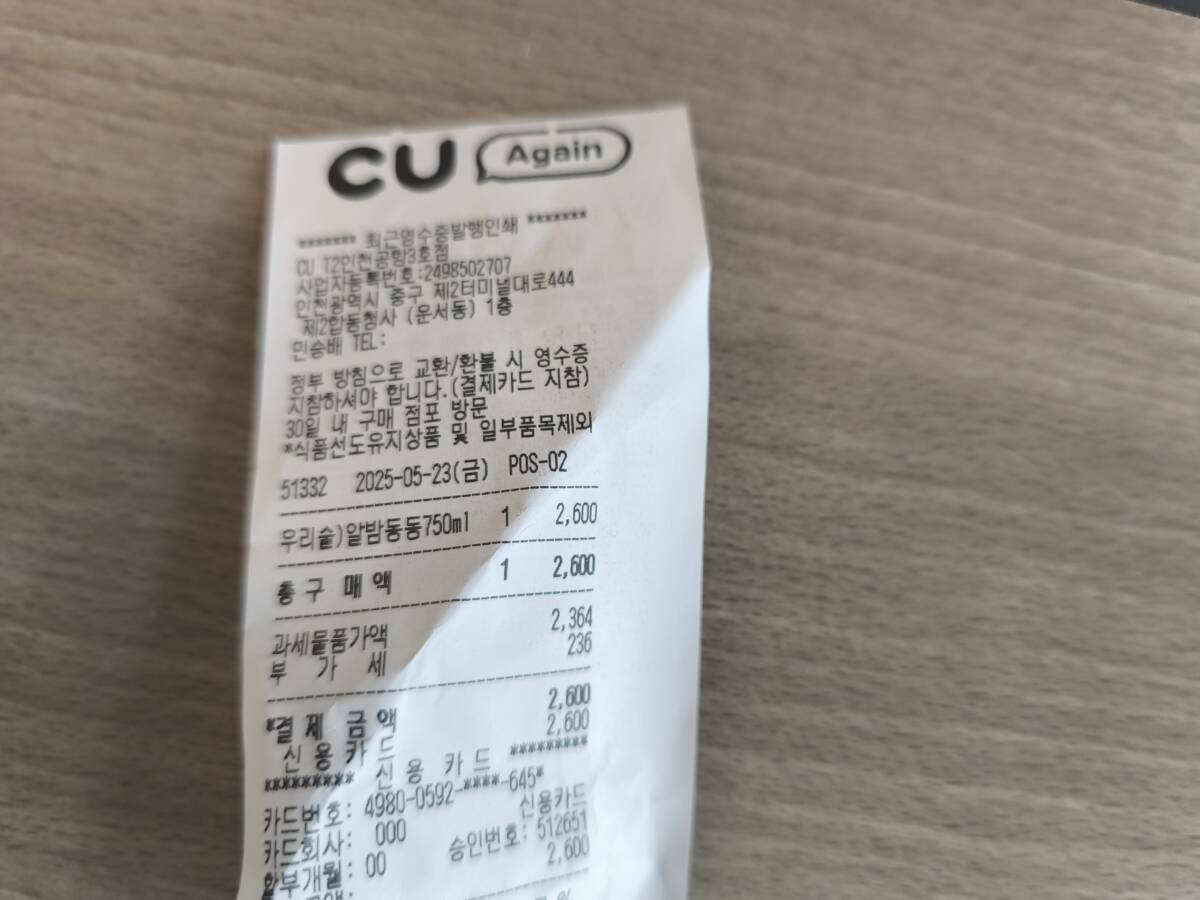 CU Again
******* 최근영수증발행인쇄 *******
CU T2인천공항3호점
사업자등록번호:2498502707
인천광역시 중구 제2터미널대로444
제2합동청사 (운서동) 1층
민승배 TEL:
정부 방침으로 교환/환불 시 영수증
지참하셔야 합니다.(결제카드 지참)
30일 내 구매 점포 방문
*식품선도유지상품 및 일부품목제외
51332 2025-05-23(금) POS-02
우리술)알밤동동750ml 1 2,600
총 구 매 액 1 2,600
과세물품가액 2,364
부 가 세 236
*결 제 금 액 2,600
신 용 카 드 2,600
********* 신 용 카 드 *********
카드번호: 4980-0592-****-645*
카드회사: 000 신용카드
할부개월: 00 승인번호: 512651
2,600